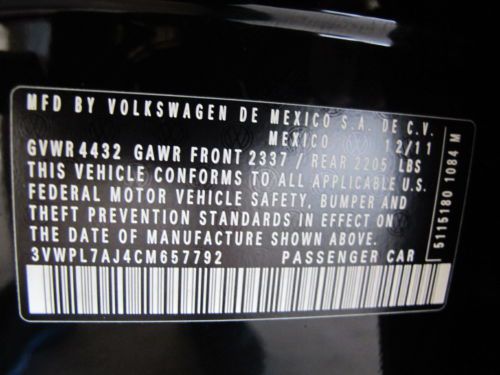 MFD BY VOLKSWAGEN DE MEXICO S.A. DE C.V.
MEXICO 12/11
GVWR 4432 GAWR FRONT 2337 / REAR 2205 LBS
THIS VEHICLE CONFORMS TO ALL APPLICABLE U.S.
FEDERAL MOTOR VEHICLE SAFETY, BUMPER AND
THEFT PREVENTION STANDARDS IN EFFECT ON
THE DATE OF MANUFACTURE SHOWN ABOVE.
3VWPL7AJ4CM657792 PASSENGER CAR
5115180 1084 M